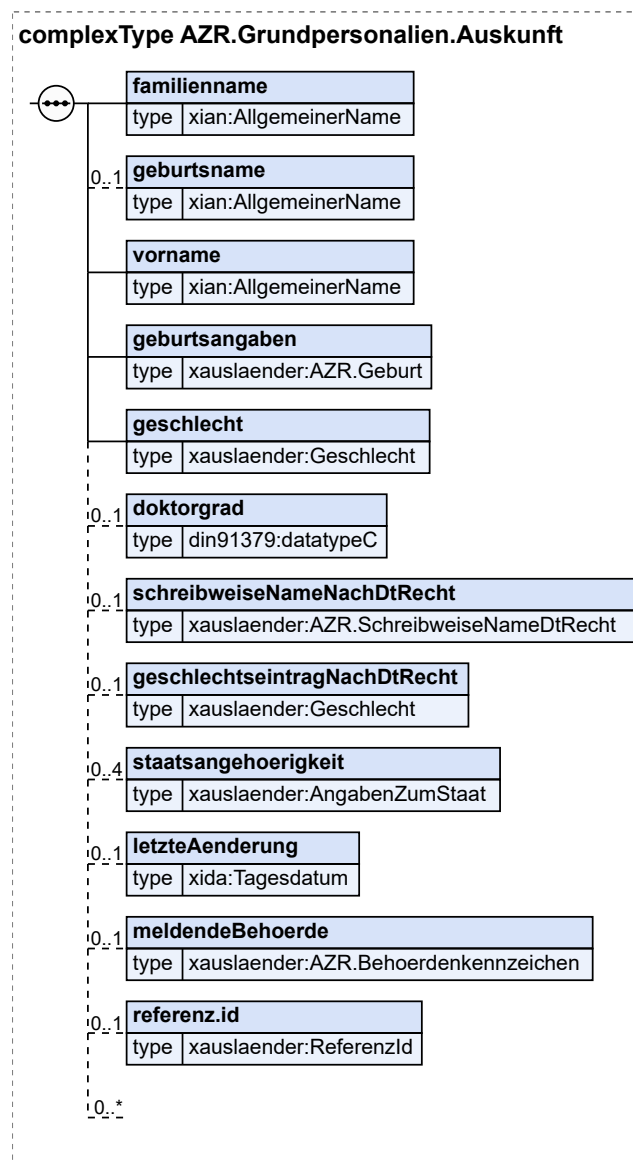 complexType AZR.Grundpersonalien.Auskunft
familienname
type xian:AllgemeinerName
0..1 geburtsname
type xian:AllgemeinerName
vorname
type xian:AllgemeinerName
geburtsangaben
type xauslaender:AZR.Geburt
geschlecht
type xauslaender:Geschlecht
0..1 doktorgrad
type din91379:datatypeC
0..1 schreibweiseNameNachDtRecht
type xauslaender:AZR.SchreibweiseNameDtRecht
0..1 geschlechtseintragNachDtRecht
type xauslaender:Geschlecht
0..4 staatsangehoerigkeit
type xauslaender:AngabenZumStaat
0..1 letzteAenderung
type xida:Tagesdatum
0..1 meldendeBehoerde
type xauslaender:AZR.Behoerdenkennzeichen
0..1 referenz.id
type xauslaender:ReferenzId
0..*